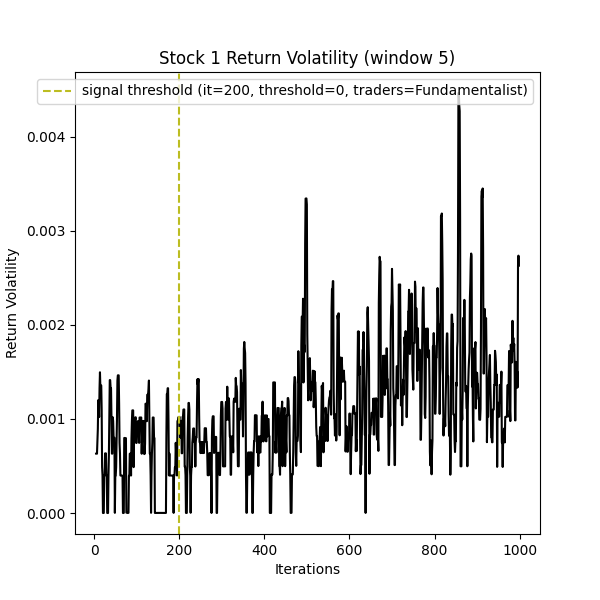 Stock 1 Return Volatility (window 5)
signal threshold (it=200, threshold=0, traders=Fundamentalist)
0.004
0.003
0.002
0.001
0.000
Return Volatility
0 200 400 600 800 1000
Iterations